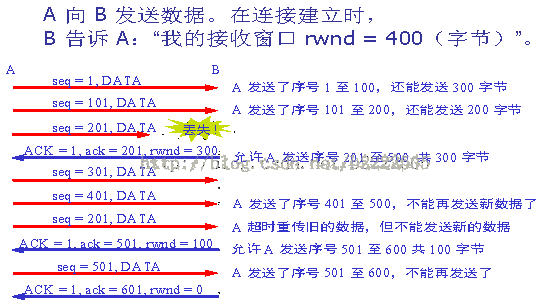 A 向 B 发送数据。在连接建立时，
B 告诉 A：“我的接收窗口 rwnd = 400（字节）”。
A B
seq = 1, DATA A 发送了序号 1 至 100，还能发送 300 字节
seq = 101, DATA A 发送了序号 101 至 200，还能发送 200 字节
seq = 201, DATA 丢失！
ACK = 1, ack = 201, rwnd = 300 允许 A 发送序号 201 至 500 共 300 字节
seq = 301, DATA
seq = 401, DATA A 发送了序号 401 至 500，不能再发送新数据了
seq = 201, DATA A 超时重传旧的数据，但不能发送新的数据
ACK = 1, ack = 501, rwnd = 100 允许 A 发送序号 501 至 600 共 100 字节
seq = 501, DATA A 发送了序号 501 至 600，不能再发送了
ACK = 1, ack = 601, rwnd = 0